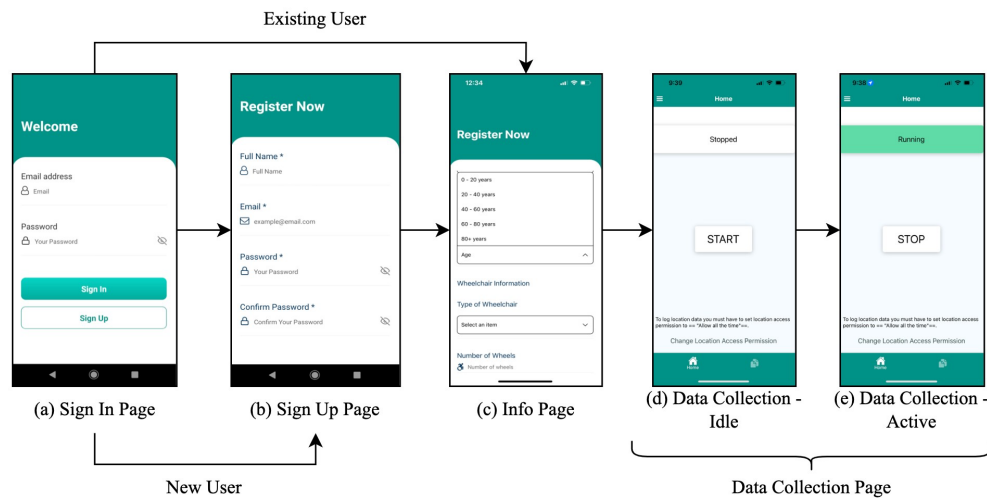 Existing User
Welcome
Email address
Email
Password
Your Password
Sign In
Sign Up
(a) Sign In Page
Register Now
Full Name *
Full Name
Email *
example@email.com
Password *
Your Password
Confirm Password *
Confirm Your Password
(b) Sign Up Page
12:34
Register Now
0 - 20 years
20 - 40 years
40 - 60 years
60 - 80 years
80+ years
Age
Wheelchair Information
Type of Wheelchair
Select an item
Number of Wheels
Number of wheels
(c) Info Page
9:39
Home
Stopped
START
To log location data you must have to set location access
permission to == "Allow all the time"==.
Change Location Access Permission
Home
(d) Data Collection -
Idle
9:38
Home
Running
STOP
To log location data you must have to set location access
permission to == "Allow all the time"==.
Change Location Access Permission
Home
(e) Data Collection -
Active
New User
Data Collection Page